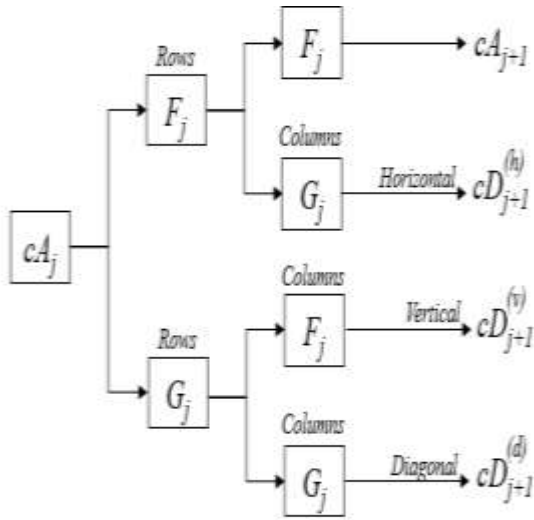 F_j cA_{j+1}
Rows
F_j
Columns
G_j Horizontal cD_{j+1}^{(h)}
cA_j
Columns
F_j Vertical cD_{j+1}^{(v)}
Rows
G_j
Columns
G_j Diagonal cD_{j+1}^{(d)}